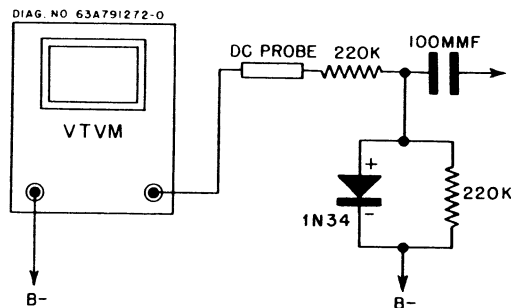 DIAG. NO 63A791272-0
VTVM
DC PROBE
220K
100MMF
+
1N34
-
220K
B-
B-